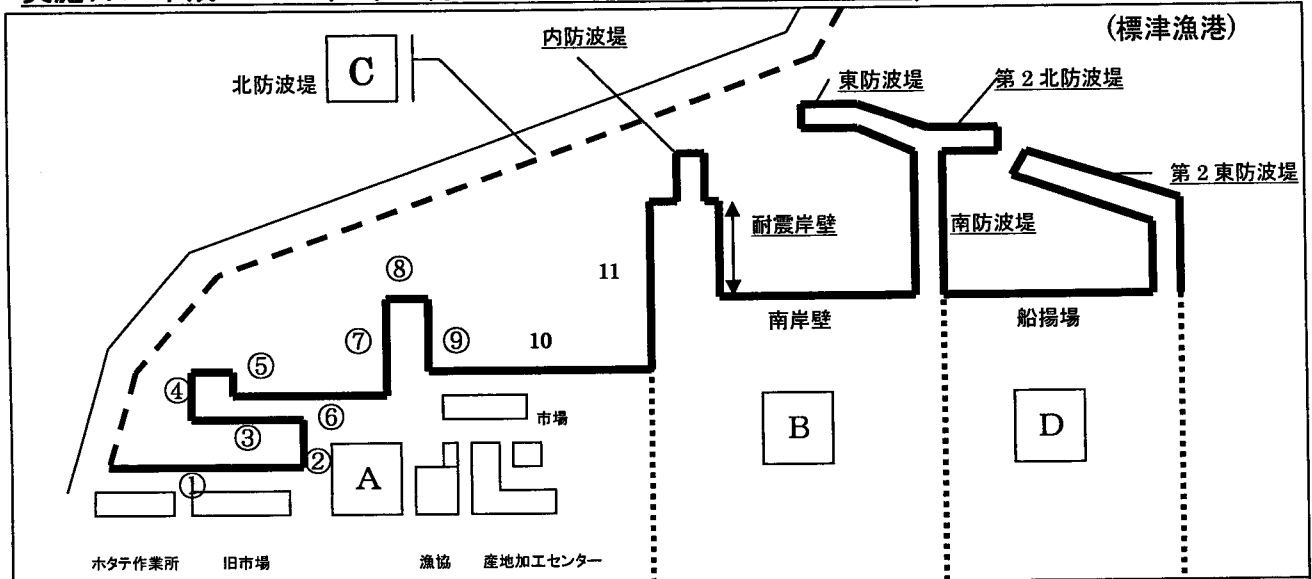 (標津漁港)
内防波堤
北防波堤
C
東防波堤
第2北防波堤
第2東防波堤
耐震岸壁
南防波堤
⑧
11
南岸壁
船揚場
⑦
⑨
10
⑤
④
⑥
市場
③
②
A
B
D
①
ホタテ作業所
旧市場
漁協
産地加工センター